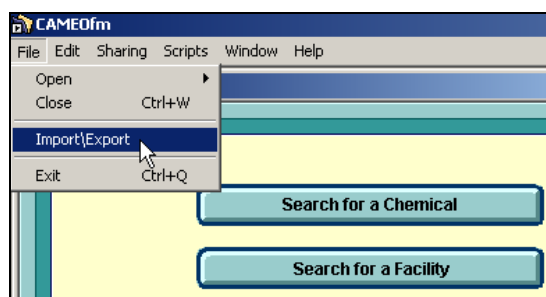 CAMEOfm
File Edit Sharing Scripts Window Help
Open
Close Ctrl+W
Import\Export
Exit Ctrl+Q
Search for a Chemical
Search for a Facility